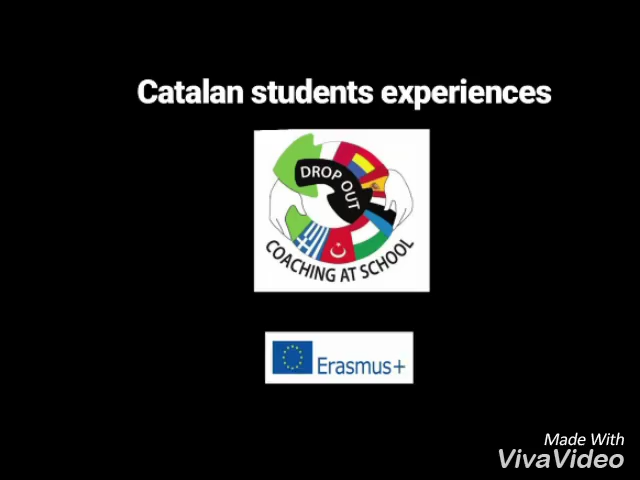 Catalan students experiences
DROP OUT
COACHING AT SCHOOL
Erasmus+
Made With
VivaVideo